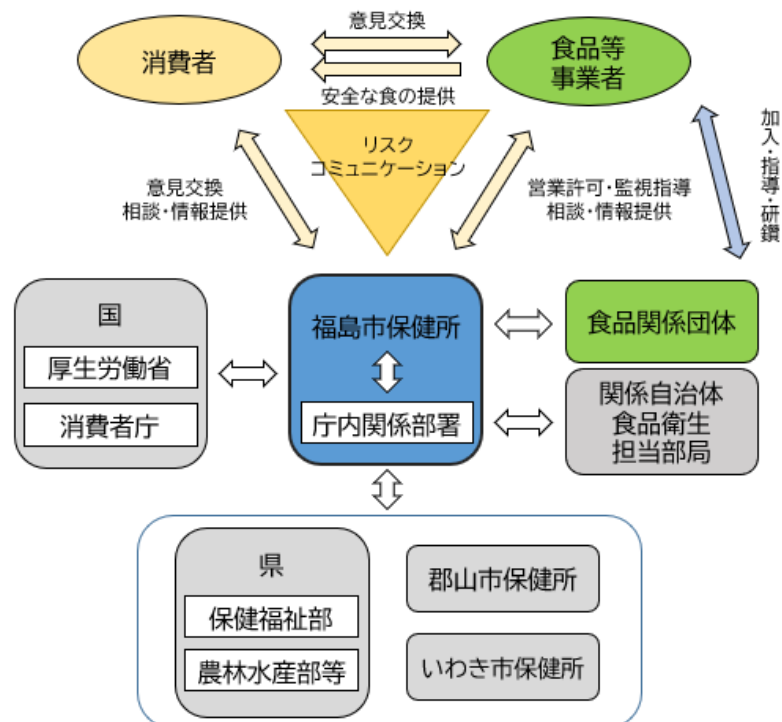 意見交換
消費者
食品等
事業者
安全な食の提供
リスク
コミュニケーション
加入・指導・研鑽
意見交換
相談・情報提供
営業許可・監視指導
相談・情報提供
国
厚生労働省
消費者庁
福島市保健所
庁内関係部署
食品関係団体
関係自治体
食品衛生
担当部局
県
保健福祉部
農林水産部等
郡山市保健所
いわき市保健所